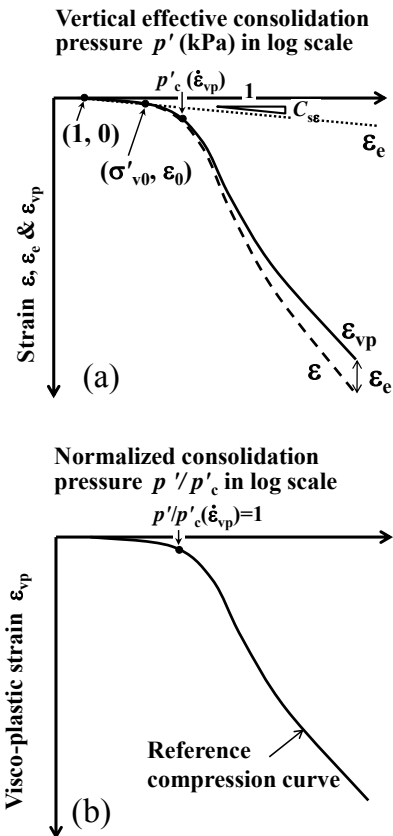 Vertical effective consolidation
pressure p′ (kPa) in log scale
p′c (ε̇vp)
1
Csε
(1, 0)
(σ′v0, ε0)
εe
Strain ε, εe & εvp
εvp
ε
εe
(a)
Normalized consolidation
pressure p ′/p′c in log scale
p′/p′c(ε̇vp)=1
Visco-plastic strain εvp
Reference
compression curve
(b)